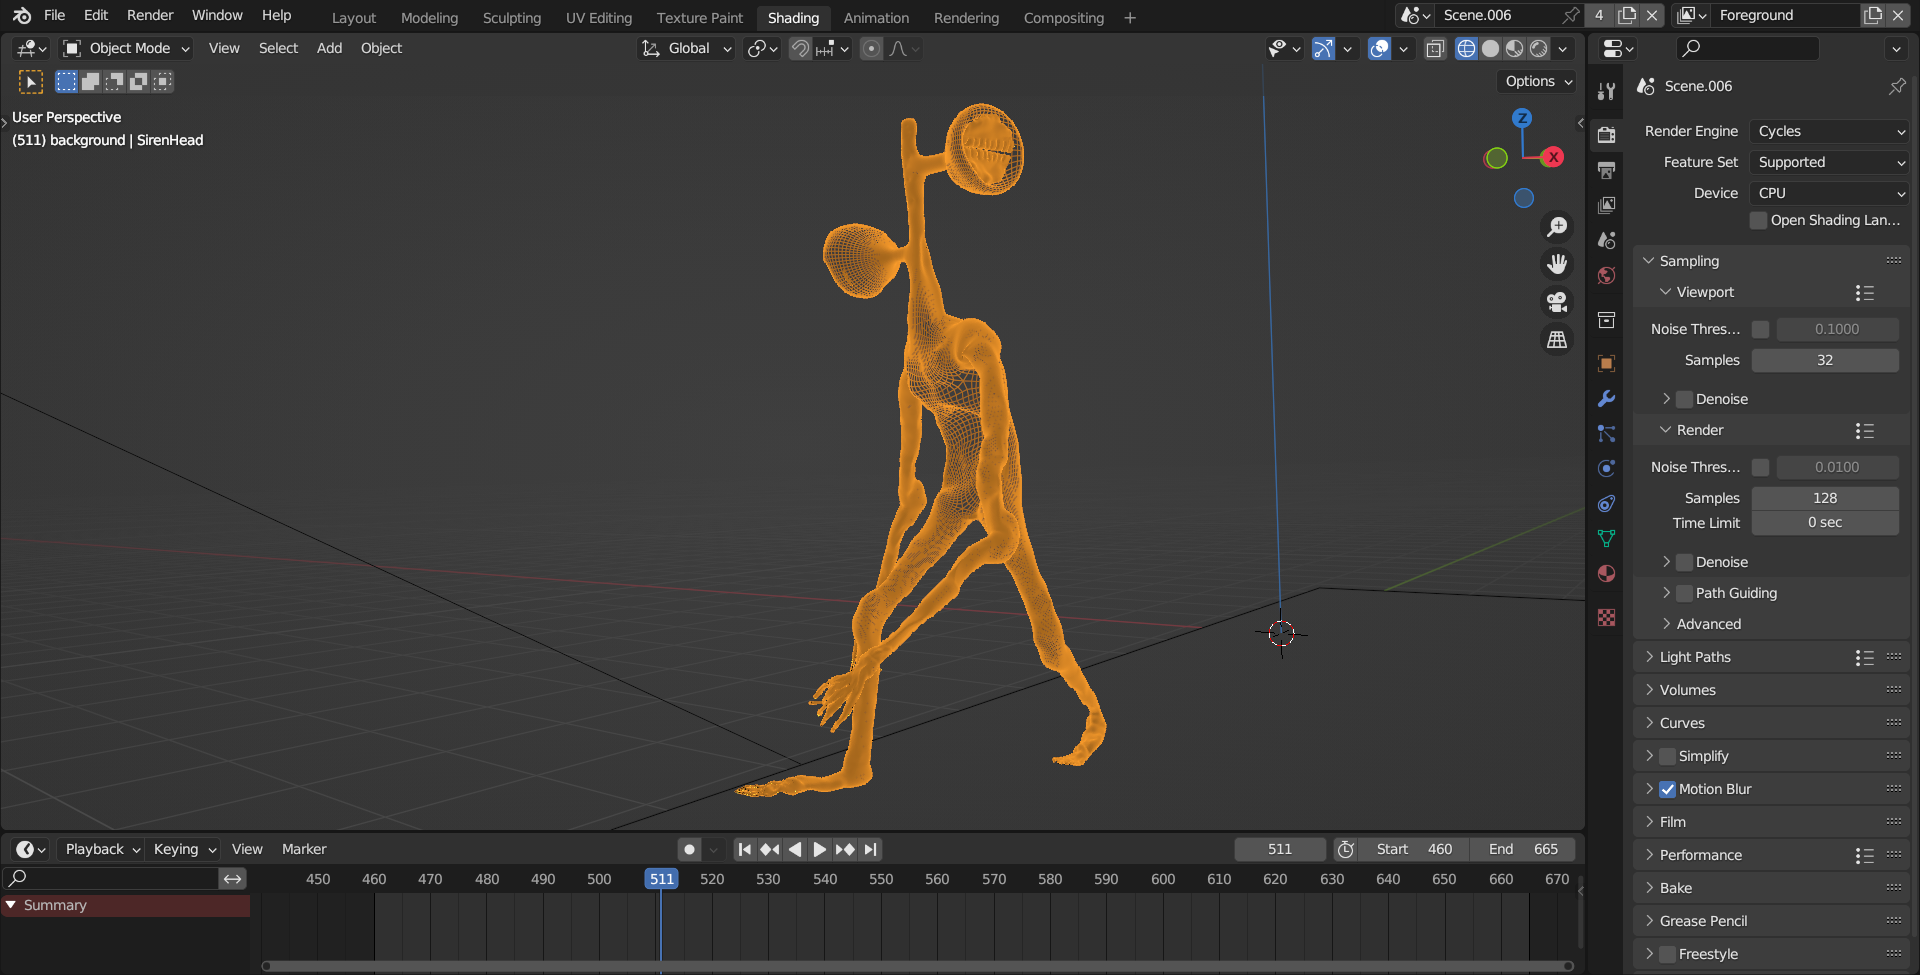 File Edit Render Window Help Layout Modeling Sculpting UV Editing Texture Paint Shading Animation Rendering Compositing + Scene.006 4 Foreground
Object Mode View Select Add Object Global
Options
User Perspective
(511) background | SirenHead
Z
X
Scene.006
Render Engine Cycles
Feature Set Supported
Device CPU
Open Shading Lan...
Sampling
Viewport
Noise Thres... 0.1000
Samples 32
Denoise
Render
Noise Thres... 0.0100
Samples 128
Time Limit 0 sec
Denoise
Path Guiding
Advanced
Light Paths
Volumes
Curves
Simplify
Motion Blur
Film
Performance
Bake
Grease Pencil
Freestyle
Playback Keying View Marker 511 Start 460 End 665
450 460 470 480 490 500 511 520 530 540 550 560 570 580 590 600 610 620 630 640 650 660 670
Summary